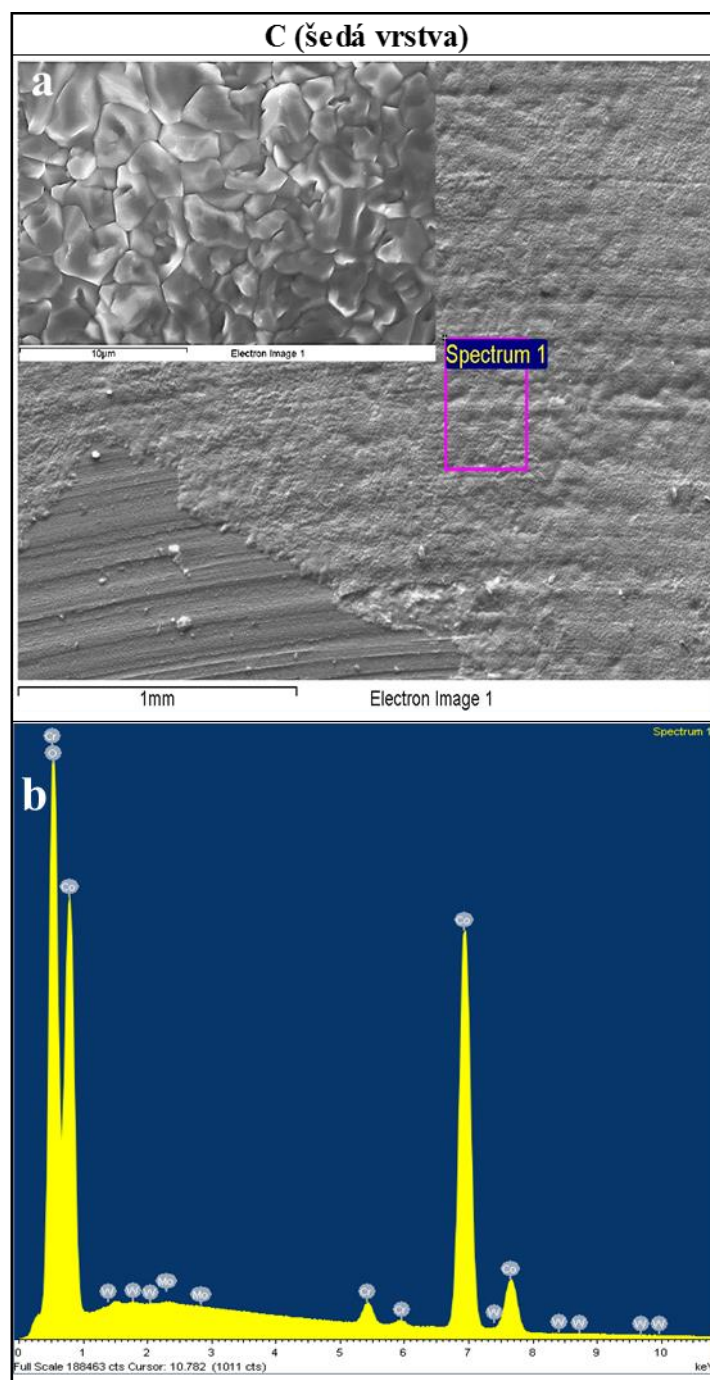 C (šedá vrstva)
a
10µm Electron Image 1
Spectrum 1
1mm Electron Image 1
Spectrum 1
b
Cr
O
Co
W W W Mo Mo Cr Cr Co W Co W W W W
0 1 2 3 4 5 6 7 8 9 10
Full Scale 188463 cts Cursor: 10.782 (1011 cts) keV